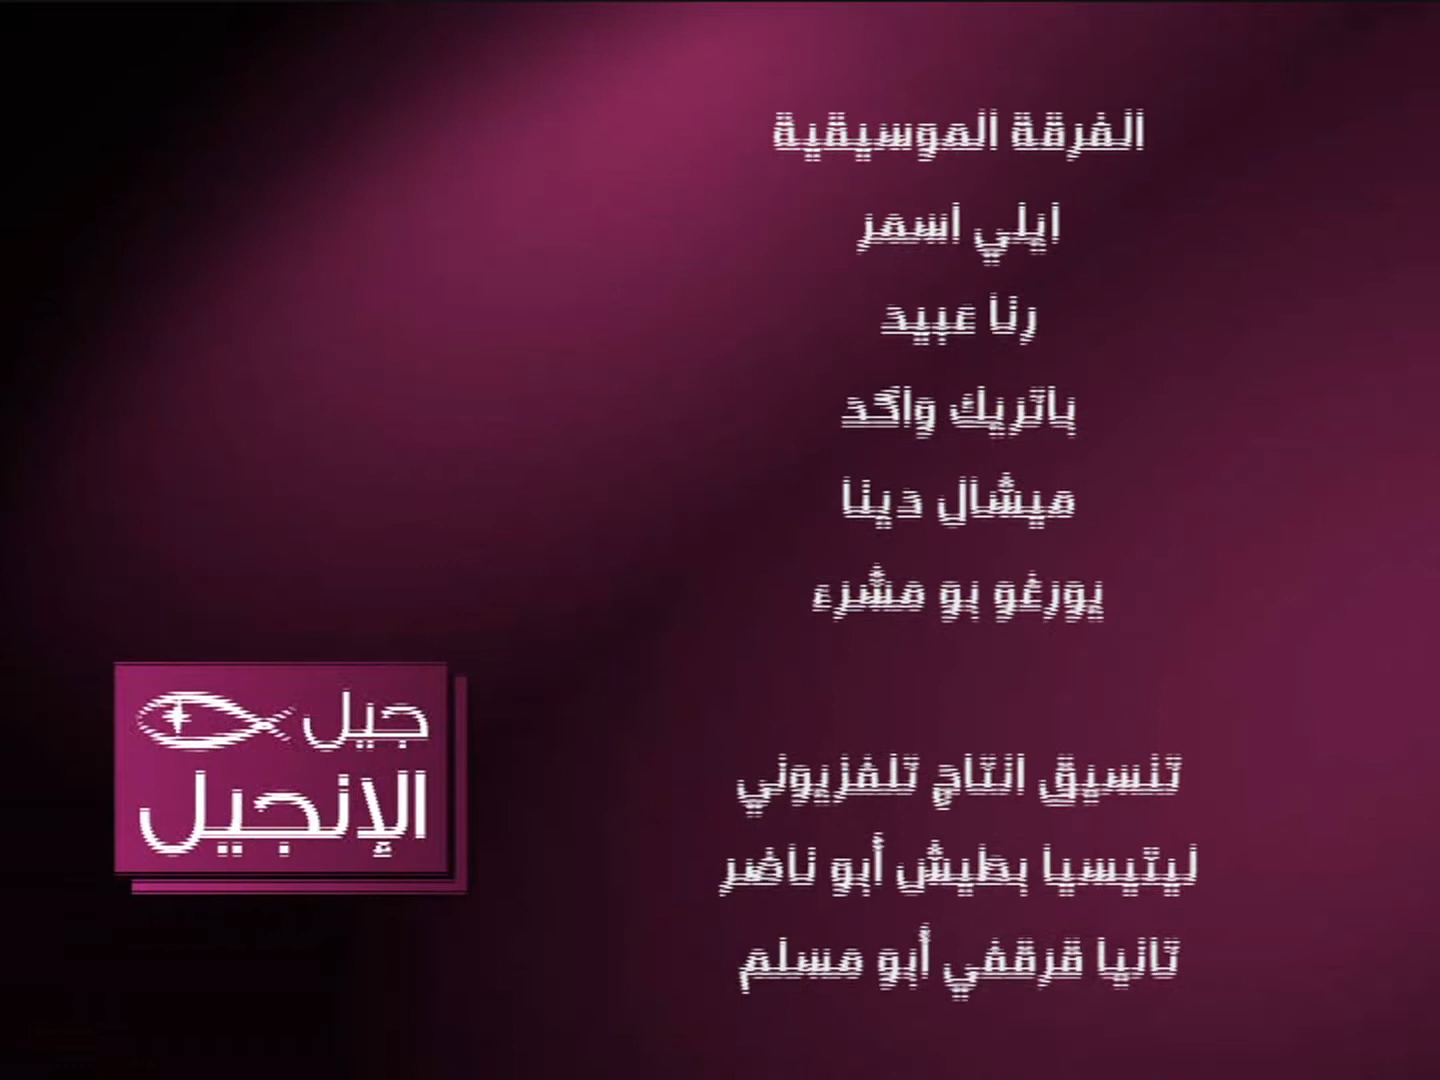 الفرقة الموسيقية
ايلي اسمر
رنا عبيد
باتريك واكد
ميشال دينا
يورغو بو مشرء
تنسيق انتاج تلفزيوني
ليتيسيا بطيش أبو ناضر
تانيا قرقفي أبو مسلم
جيل
الإنجيل